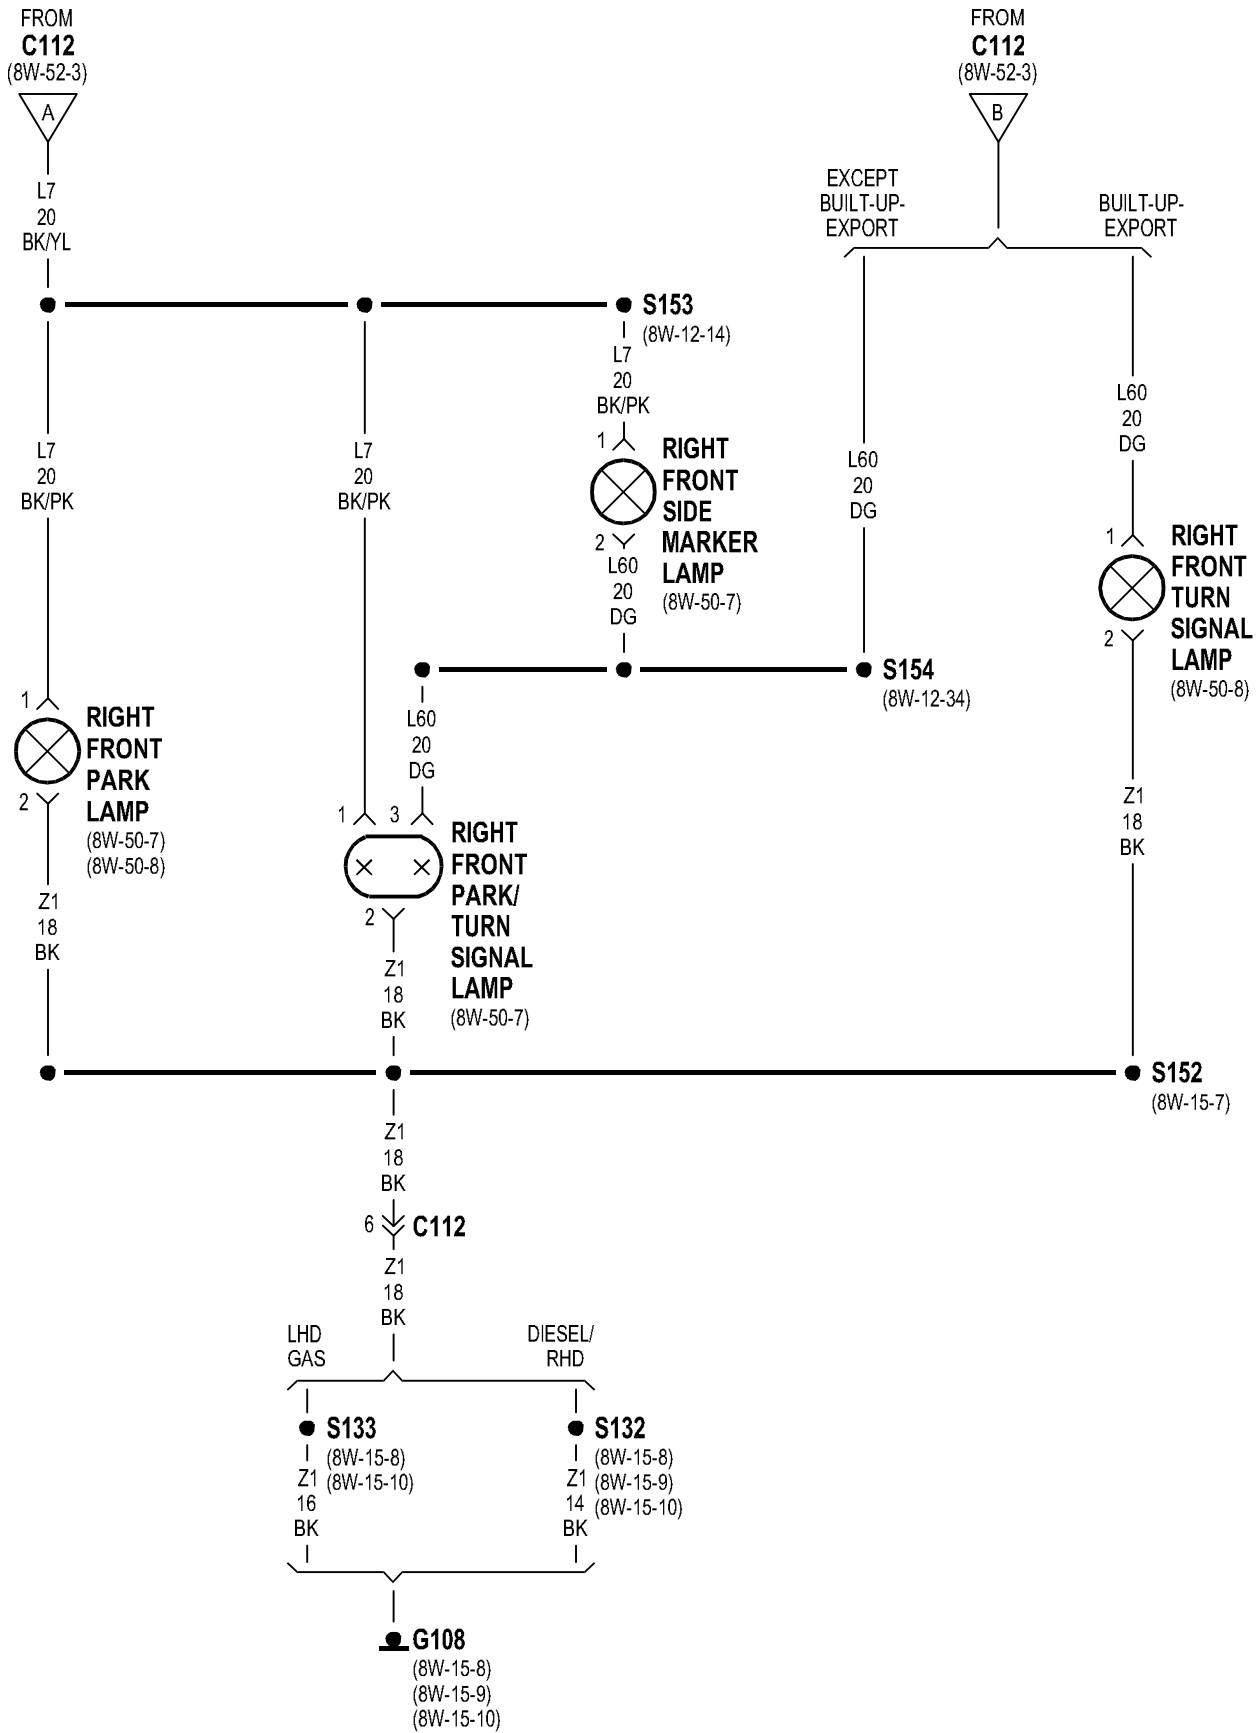 FROM
C112
(8W-52-3)
A
L7
20
BK/YL
FROM
C112
(8W-52-3)
B
EXCEPT
BUILT-UP-
EXPORT
BUILT-UP-
EXPORT
S153
(8W-12-14)
L7
20
BK/PK
L7
20
BK/PK
L7
20
BK/PK
1
RIGHT
FRONT
SIDE
MARKER
LAMP
(8W-50-7)
2
L60
20
DG
L60
20
DG
L60
20
DG
1
RIGHT
FRONT
TURN
SIGNAL
LAMP
(8W-50-8)
2
S154
(8W-12-34)
L60
20
DG
1
RIGHT
FRONT
PARK
LAMP
(8W-50-7)
(8W-50-8)
2
Z1
18
BK
1
3
RIGHT
FRONT
PARK/
TURN
SIGNAL
LAMP
(8W-50-7)
2
Z1
18
BK
Z1
18
BK
S152
(8W-15-7)
Z1
18
BK
6
C112
Z1
18
BK
LHD
GAS
DIESEL/
RHD
S133
(8W-15-8)
(8W-15-10)
Z1
16
BK
S132
(8W-15-8)
(8W-15-9)
(8W-15-10)
Z1
14
BK
G108
(8W-15-8)
(8W-15-9)
(8W-15-10)